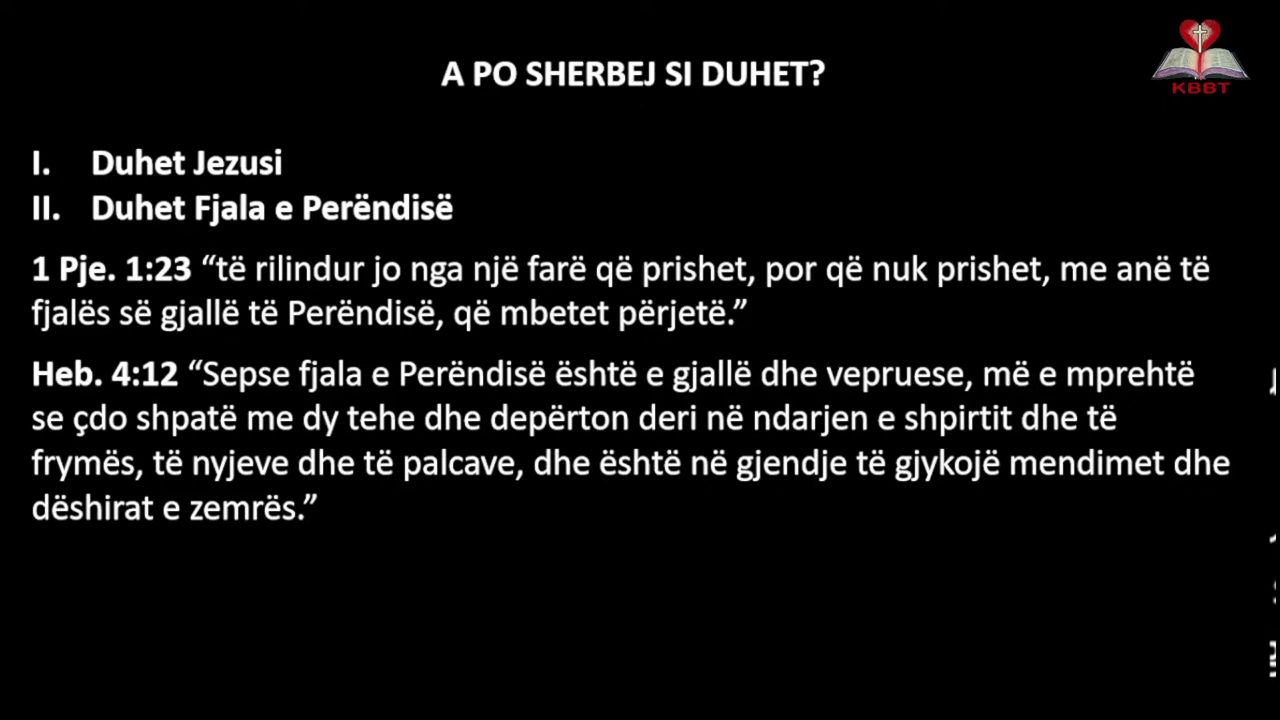 A PO SHERBEJ SI DUHET?
KBBT
I. Duhet Jezusi
II. Duhet Fjala e Perëndisë
1 Pje. 1:23 “të rilindur jo nga një farë që prishet, por që nuk prishet, me anë të
fjalës së gjallë të Perëndisë, që mbetet përjetë.”
Heb. 4:12 “Sepse fjala e Perëndisë është e gjallë dhe vepruese, më e mprehtë
se çdo shpatë me dy tehe dhe depërton deri në ndarjen e shpirtit dhe të
frymës, të nyjeve dhe të palcave, dhe është në gjendje të gjykojë mendimet dhe
dëshirat e zemrës.”